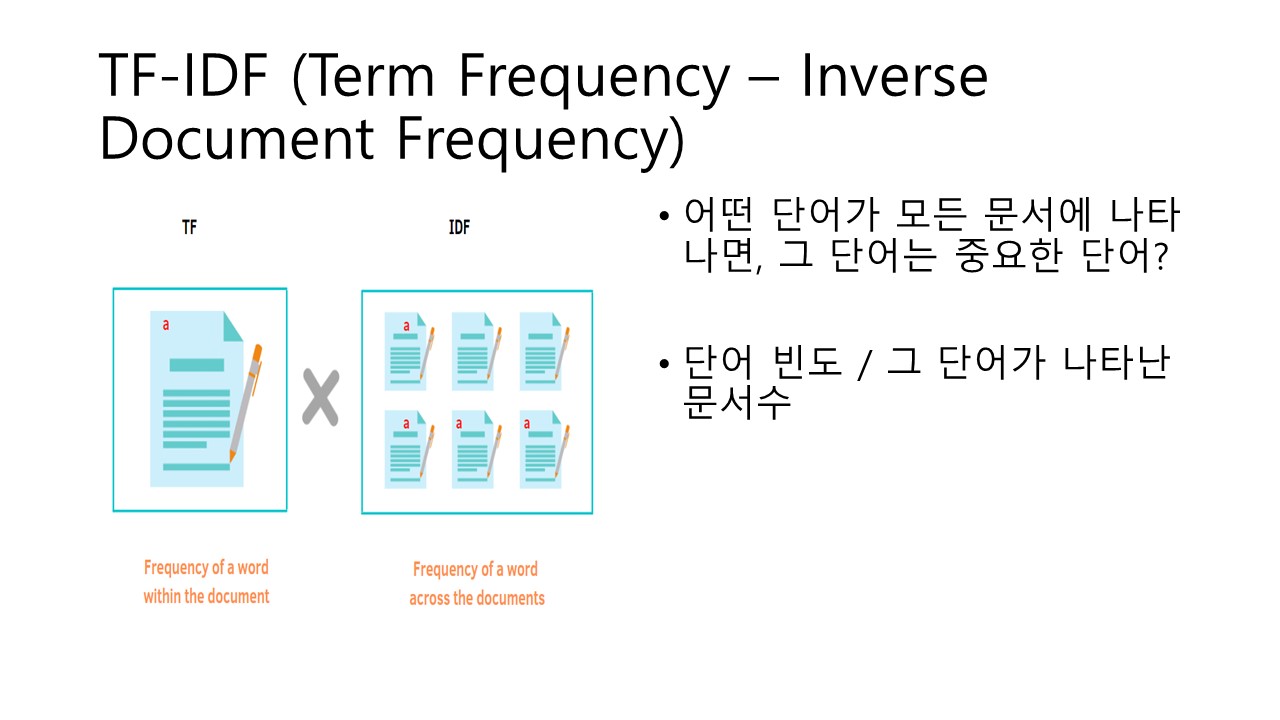 TF-IDF (Term Frequency – Inverse
Document Frequency)
TF
IDF
a
a
a
a
a
Frequency of a word
within the document
Frequency of a word
across the documents
• 어떤 단어가 모든 문서에 나타
나면, 그 단어는 중요한 단어?
• 단어 빈도 / 그 단어가 나타난
문서수